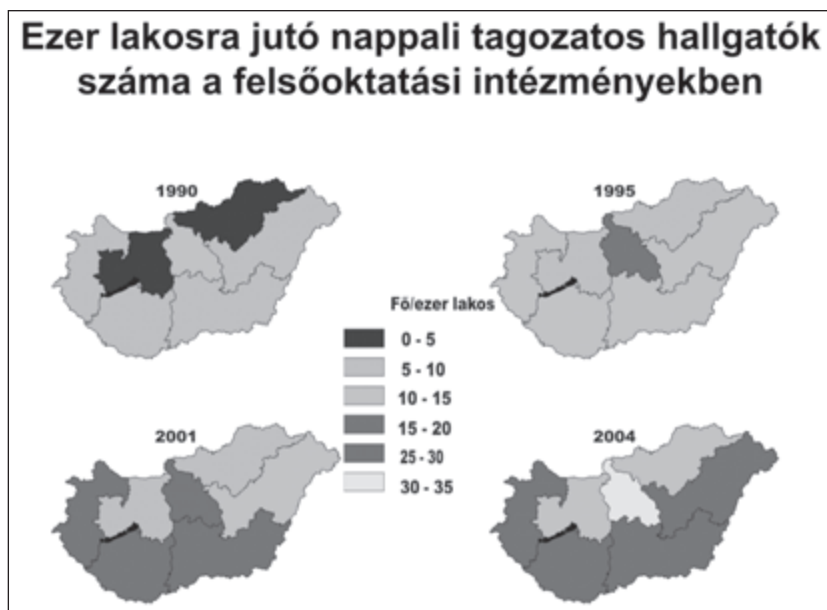 Ezer lakosra jutó nappali tagozatos hallgatók
száma a felsőoktatási intézményekben
1990
1995
Fő/ezer lakos
0 - 5
5 - 10
10 - 15
15 - 20
25 - 30
30 - 35
2001
2004